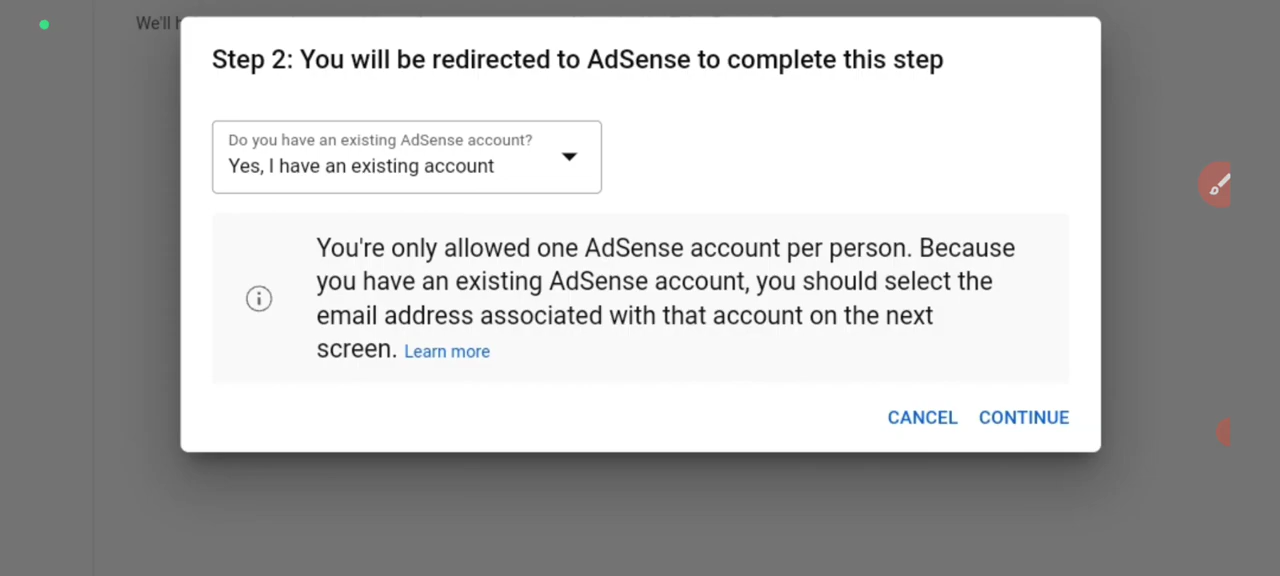 We'll h
Step 2: You will be redirected to AdSense to complete this step
Do you have an existing AdSense account?
Yes, I have an existing account
You're only allowed one AdSense account per person. Because
you have an existing AdSense account, you should select the
email address associated with that account on the next
screen. Learn more
CANCEL CONTINUE